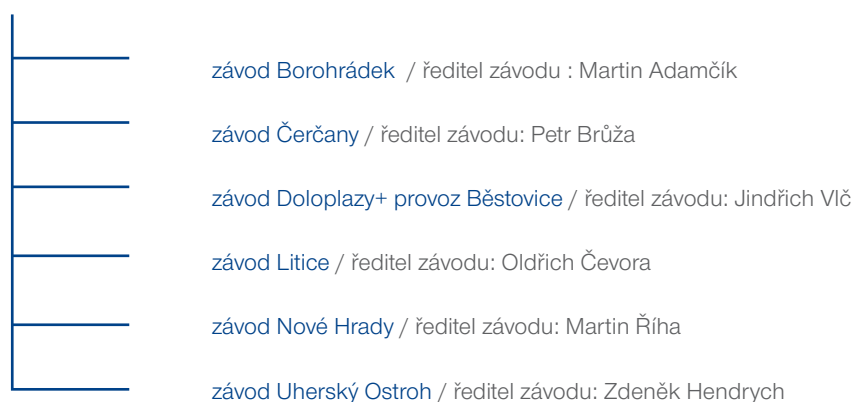 závod Borohrádek / ředitel závodu : Martin Adamčík
závod Čerčany / ředitel závodu: Petr Brůža
závod Doloplazy+ provoz Běstovice / ředitel závodu: Jindřich Vlč
závod Litice / ředitel závodu: Oldřich Čevora
závod Nové Hrady / ředitel závodu: Martin Říha
závod Uherský Ostroh / ředitel závodu: Zdeněk Hendrych